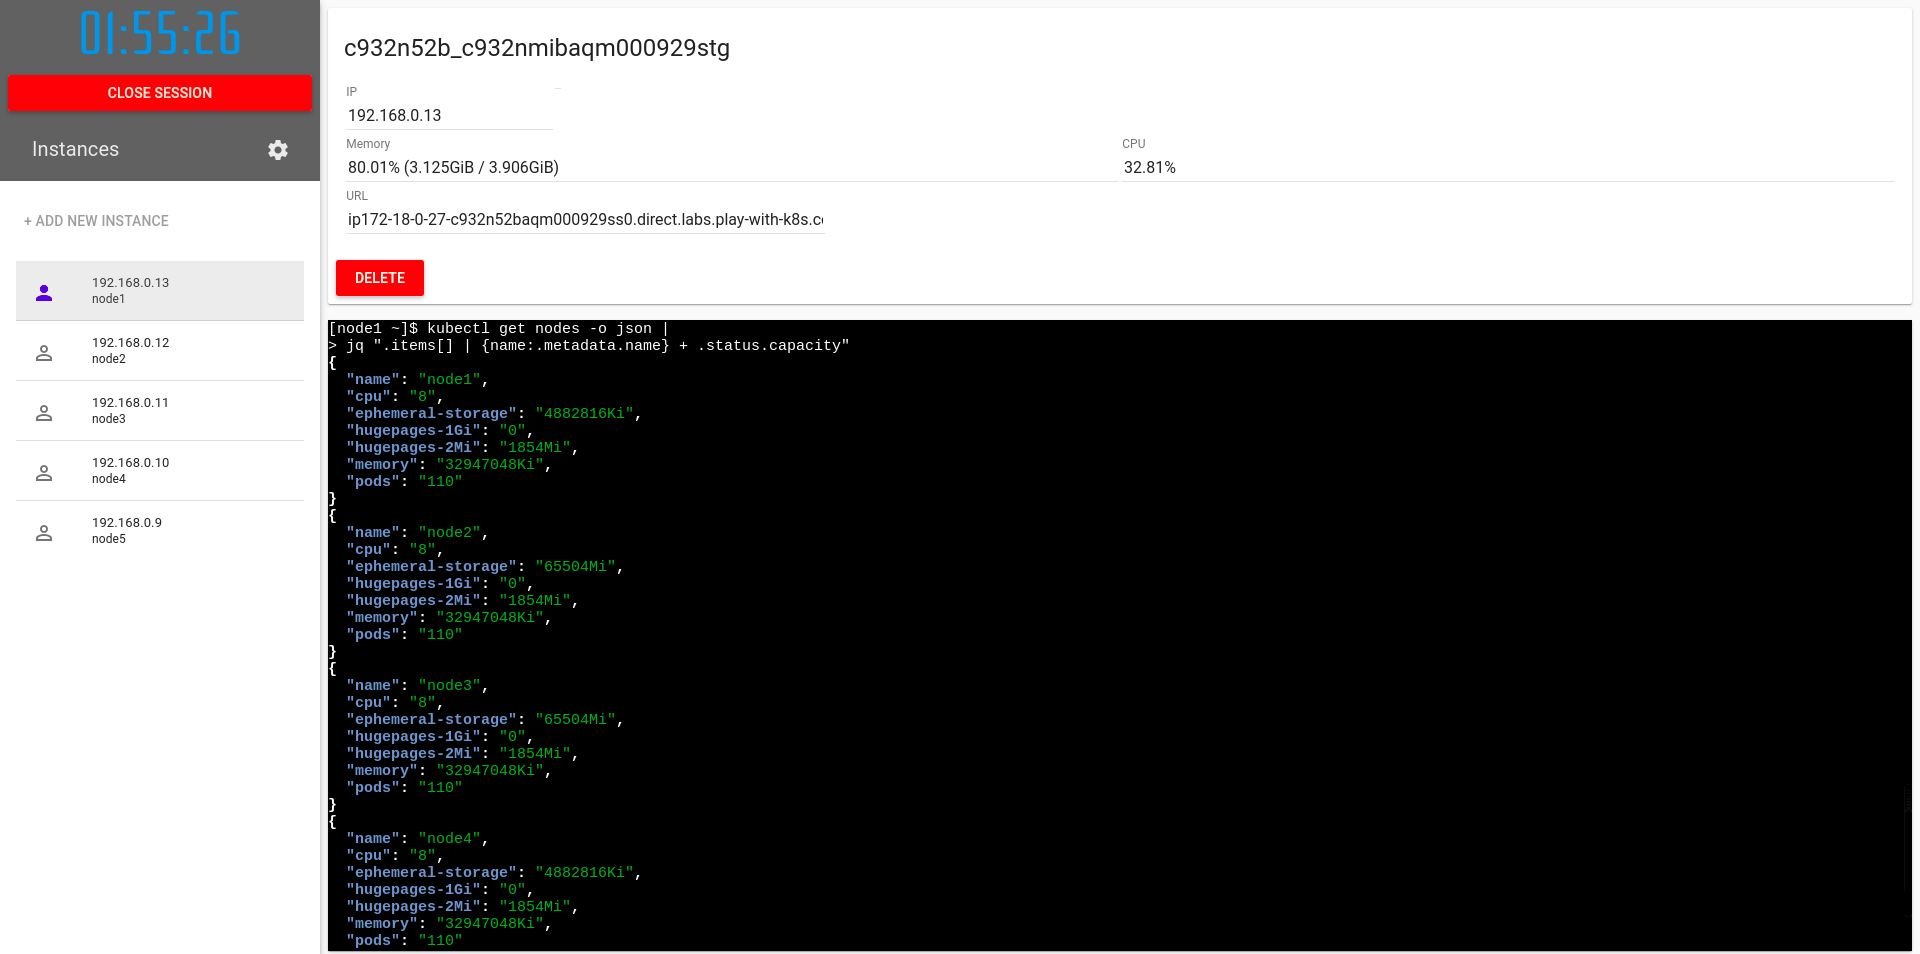 01:55:26
CLOSE SESSION
Instances
+ ADD NEW INSTANCE
192.168.0.13
node1
192.168.0.12
node2
192.168.0.11
node3
192.168.0.10
node4
192.168.0.9
node5
c932n52b_c932nmibaqm000929stg
IP
192.168.0.13
Memory
80.01% (3.125GiB / 3.906GiB)
CPU
32.81%
URL
ip172-18-0-27-c932n52baqm000929ss0.direct.labs.play-with-k8s.c
DELETE
[node1 ~]$ kubectl get nodes -o json |
> jq ".items[] | {name:.metadata.name} + .status.capacity"
{
"name": "node1",
"cpu": "8",
"ephemeral-storage": "4882816Ki",
"hugepages-1Gi": "0",
"hugepages-2Mi": "1854Mi",
"memory": "32947048Ki",
"pods": "110"
}
{
"name": "node2",
"cpu": "8",
"ephemeral-storage": "65504Mi",
"hugepages-1Gi": "0",
"hugepages-2Mi": "1854Mi",
"memory": "32947048Ki",
"pods": "110"
}
{
"name": "node3",
"cpu": "8",
"ephemeral-storage": "65504Mi",
"hugepages-1Gi": "0",
"hugepages-2Mi": "1854Mi",
"memory": "32947048Ki",
"pods": "110"
}
{
"name": "node4",
"cpu": "8",
"ephemeral-storage": "4882816Ki",
"hugepages-1Gi": "0",
"hugepages-2Mi": "1854Mi",
"memory": "32947048Ki",
"pods": "110"